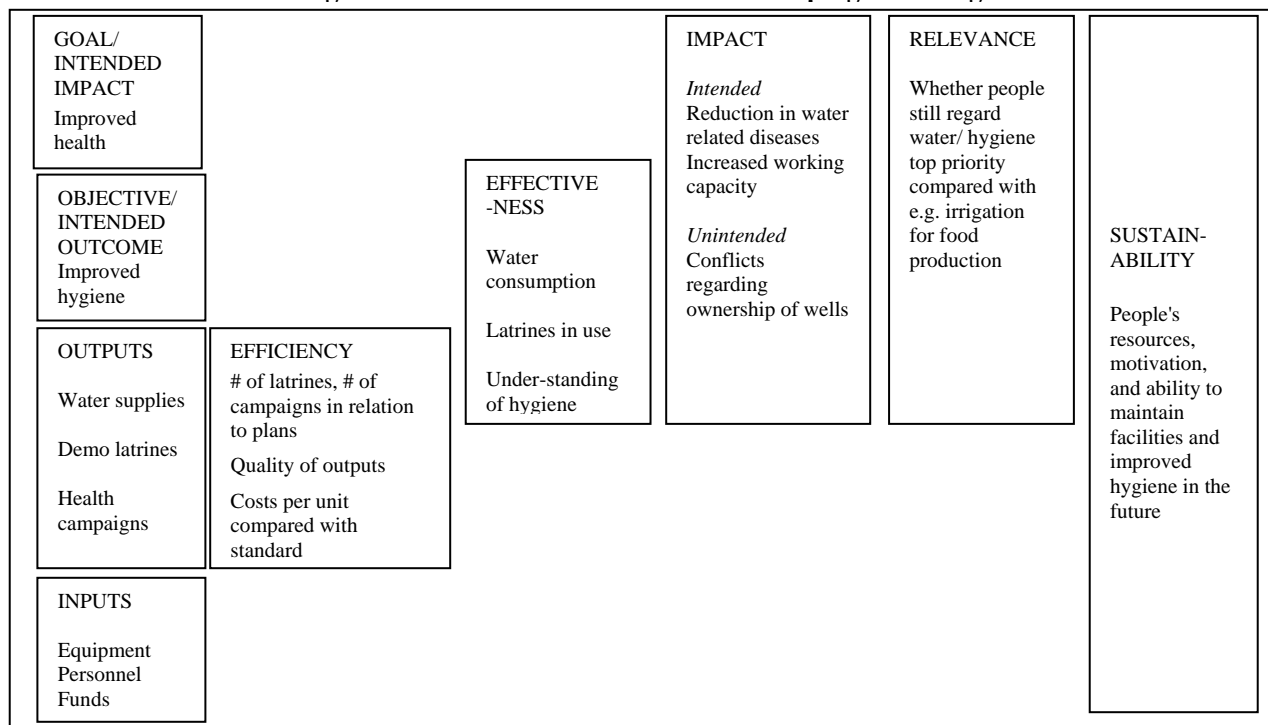 GOAL/
INTENDED
IMPACT
Improved
health
OBJECTIVE/
INTENDED
OUTCOME
Improved
hygiene
OUTPUTS
Water supplies
Demo latrines
Health
campaigns
INPUTS
Equipment
Personnel
Funds
EFFICIENCY
# of latrines, # of
campaigns in relation
to plans
Quality of outputs
Costs per unit
compared with
standard
EFFECTIVE
-NESS
Water
consumption
Latrines in use
Under-standing
of hygiene
IMPACT
Intended
Reduction in water
related diseases
Increased working
capacity
Unintended
Conflicts
regarding
ownership of wells
RELEVANCE
Whether people
still regard
water/ hygiene
top priority
compared with
e.g. irrigation
for food
production
SUSTAIN-
ABILITY
People's
resources,
motivation,
and ability to
maintain
facilities and
improved
hygiene in the
future